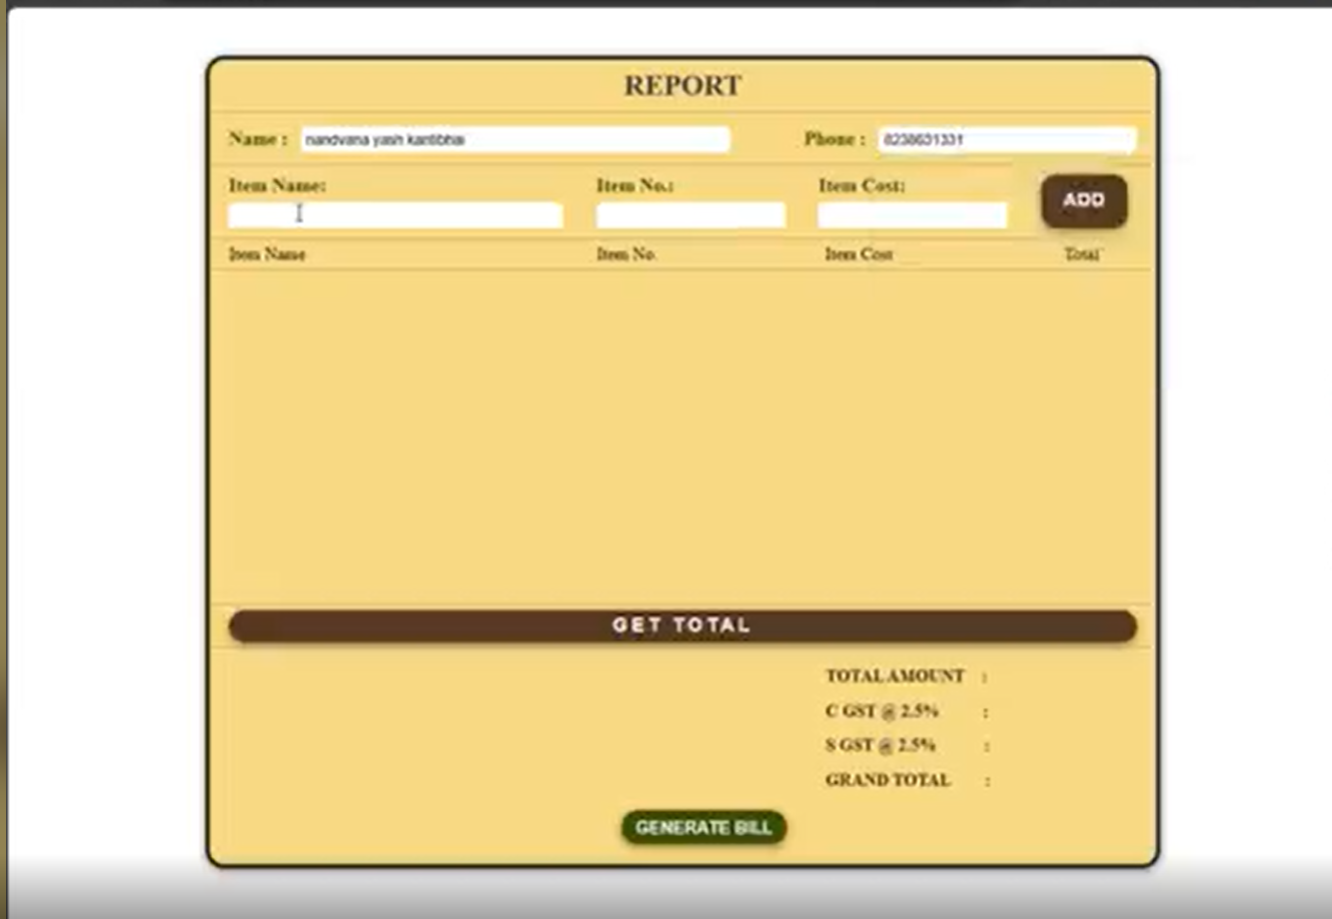 REPORT
Name : nandvana yash kantibhai Phone : 8238631331
Item Name: Item No.: Item Cost: ADD
Item Name Item No. Item Cost Total
GET TOTAL
TOTAL AMOUNT :
C GST @ 2.5% :
S GST @ 2.5% :
GRAND TOTAL :
GENERATE BILL